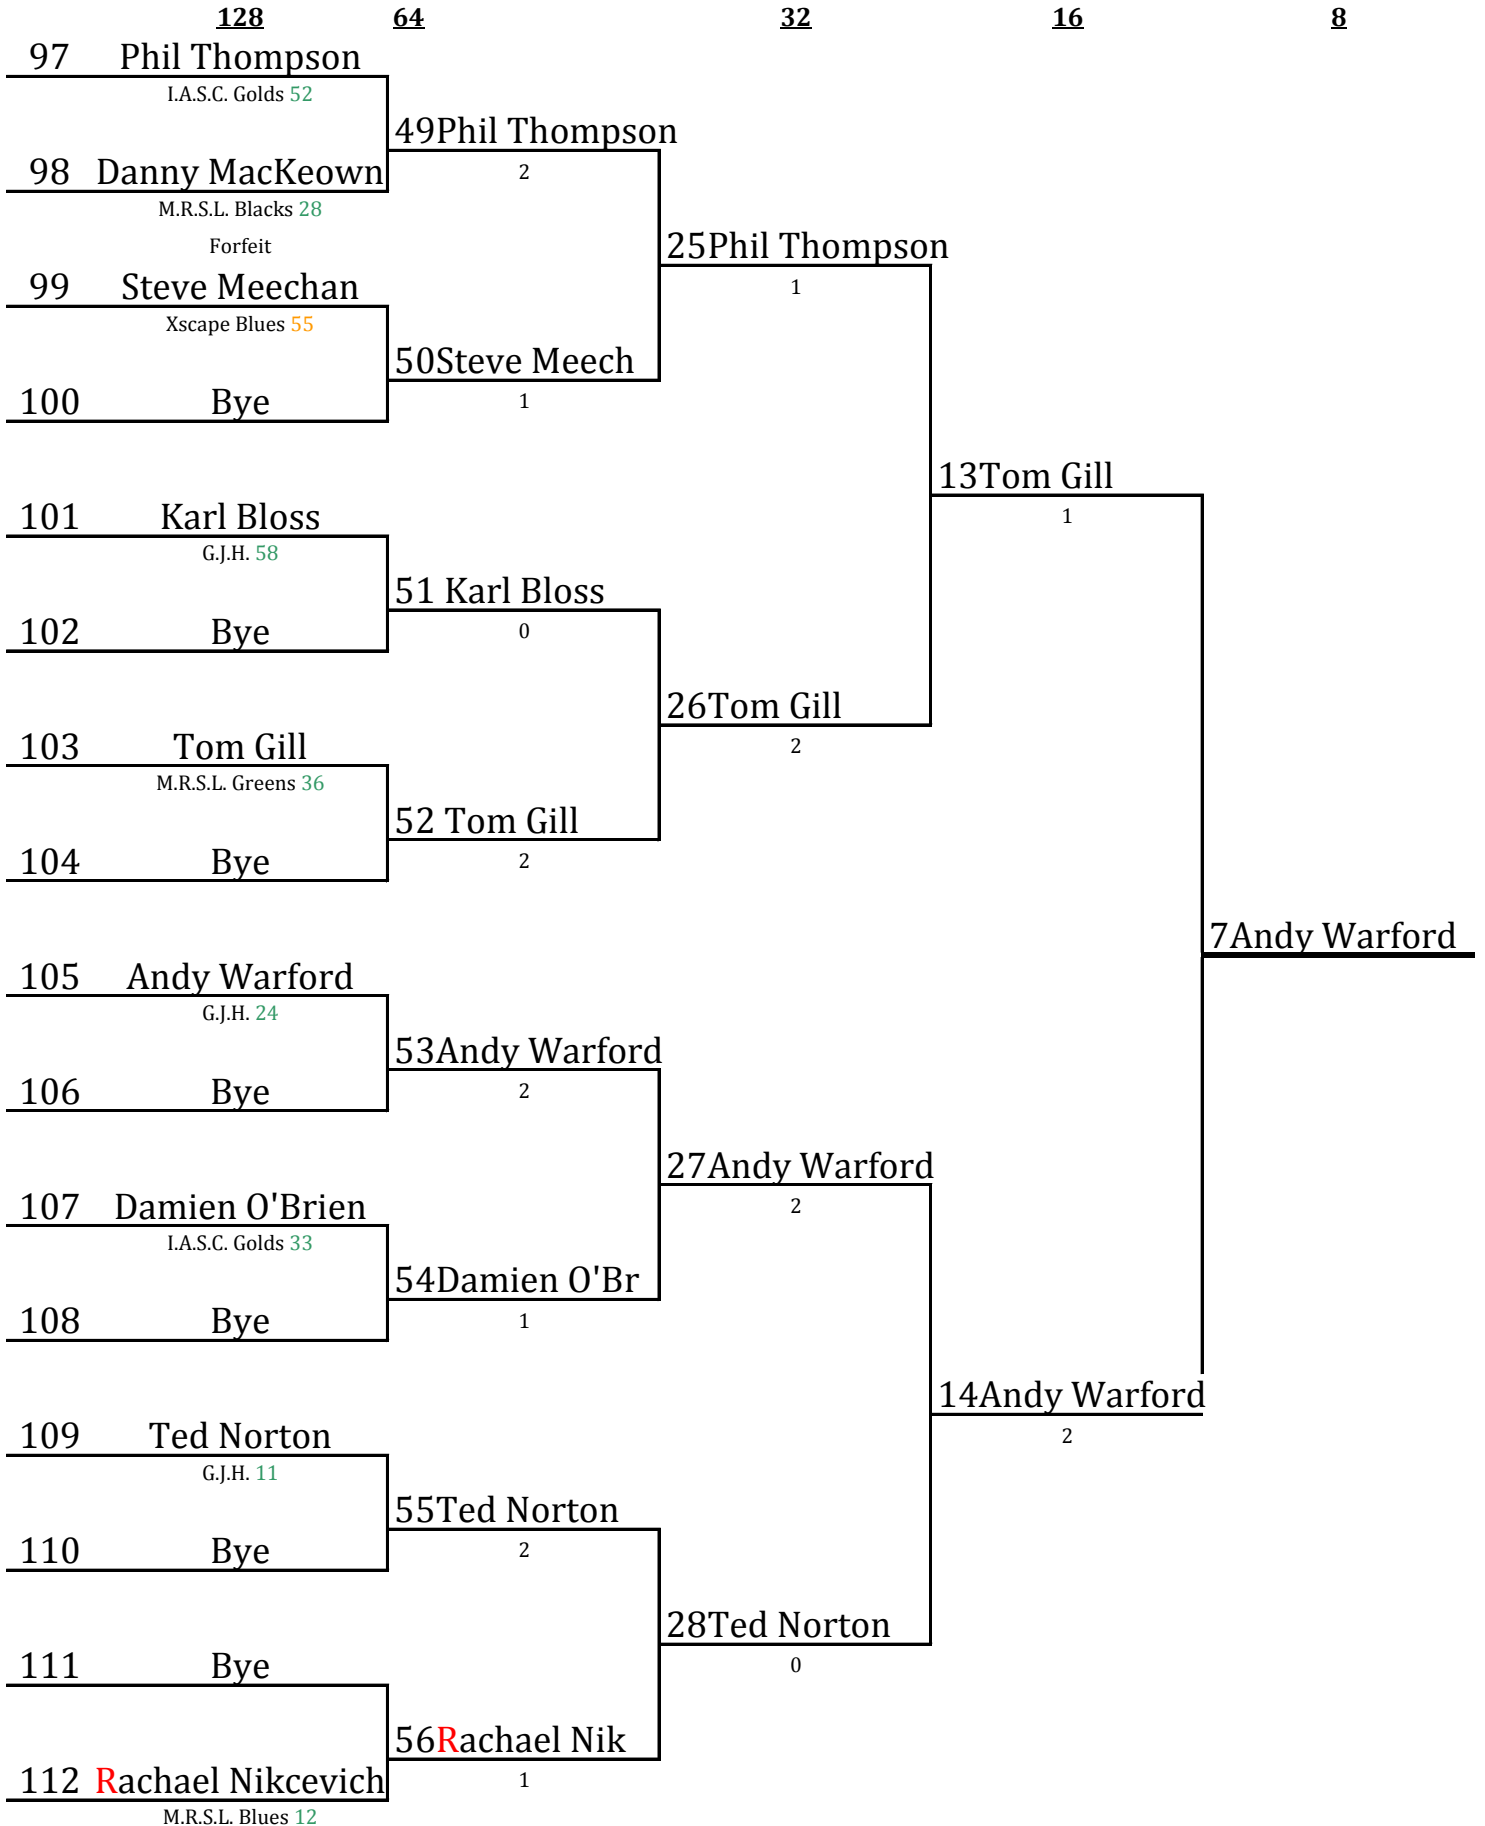 128 64 32 16 8
97 Phil Thompson
I.A.S.C. Golds 52
49Phil Thompson
98 Danny MacKeown
2
M.R.S.L. Blacks 28
Forfeit
25Phil Thompson
99 Steve Meechan
1
Xscape Blues 55
50Steve Meech
100 Bye
1
13Tom Gill
101 Karl Bloss
1
G.J.H. 58
51 Karl Bloss
102 Bye
0
26Tom Gill
103 Tom Gill
2
M.R.S.L. Greens 36
52 Tom Gill
104 Bye
2
7Andy Warford
105 Andy Warford
G.J.H. 24
53Andy Warford
106 Bye
2
27Andy Warford
107 Damien O'Brien
2
I.A.S.C. Golds 33
54Damien O'Br
108 Bye
1
14Andy Warford
109 Ted Norton
2
G.J.H. 11
55Ted Norton
110 Bye
2
28Ted Norton
111 Bye
0
56Rachael Nik
112 Rachael Nikcevich
1
M.R.S.L. Blues 12